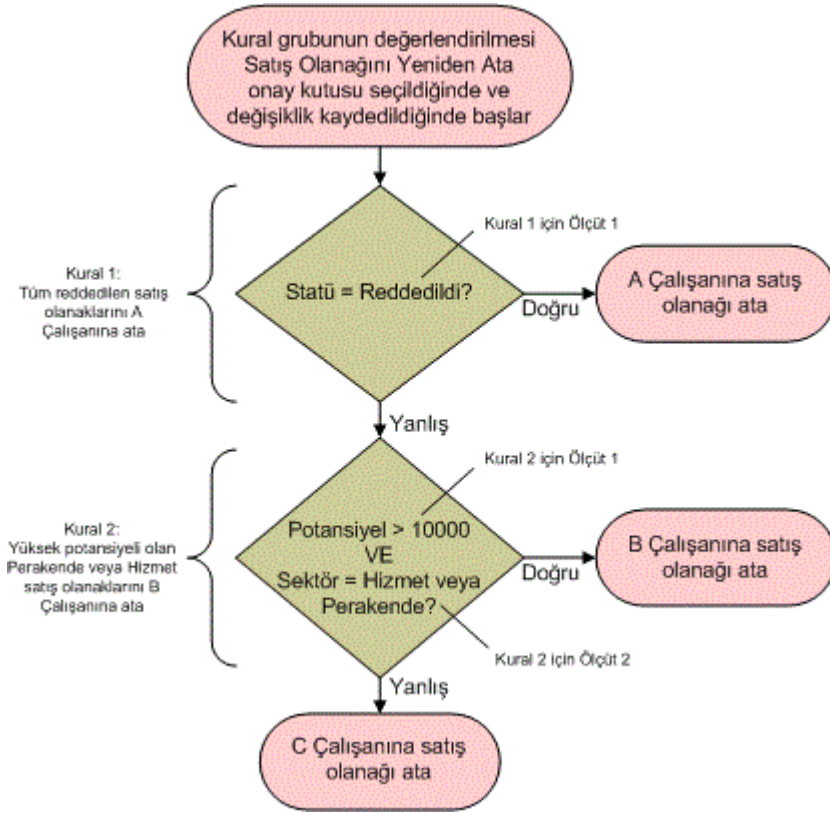 Kural grubunun değerlendirilmesi
Satış Olanağını Yeniden Ata
onay kutusu seçildiğinde ve
değişiklik kaydedildiğinde başlar
Kural 1 için Ölçüt 1
Kural 1:
Tüm reddedilen satış
olanaklarını A
Çalışanına ata
Statü = Reddedildi?
Doğru
A Çalışanına satış
olanağı ata
Yanlış
Kural 2 için Ölçüt 1
Kural 2:
Yüksek potansiyeli olan
Perakende veya Hizmet
satış olanaklarını B
Çalışanına ata
Potansiyel > 10000
VE
Sektör = Hizmet veya
Perakende?
Doğru
B Çalışanına satış
olanağı ata
Kural 2 için Ölçüt 2
Yanlış
C Çalışanına satış
olanağı ata